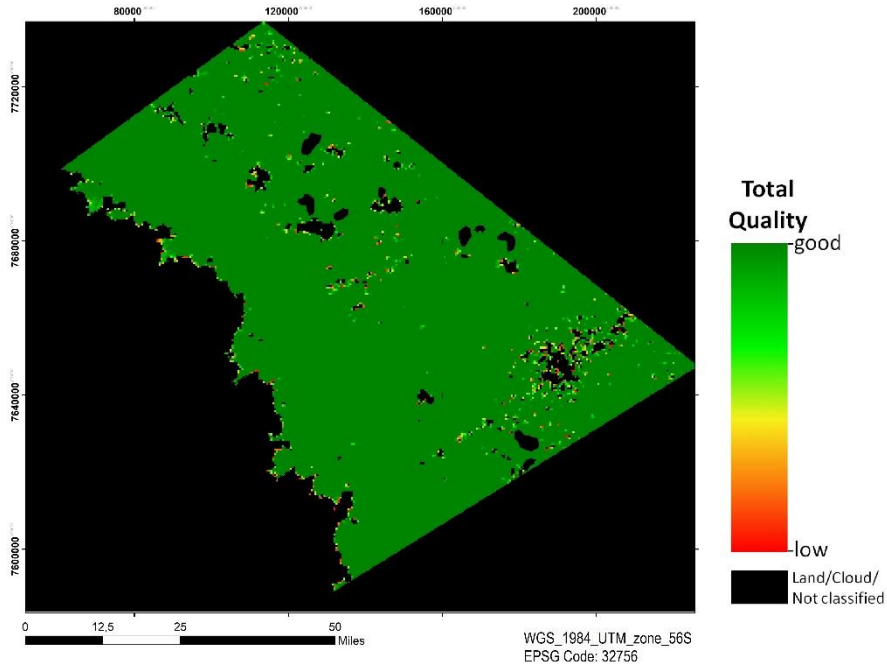 80000
120000
160000
200000
7720000
7680000
7640000
7600000
Total
Quality
good
low
Land/Cloud/
Not classified
0
12,5
25
50
Miles
WGS_1984_UTM_zone_56S
EPSG Code: 32756